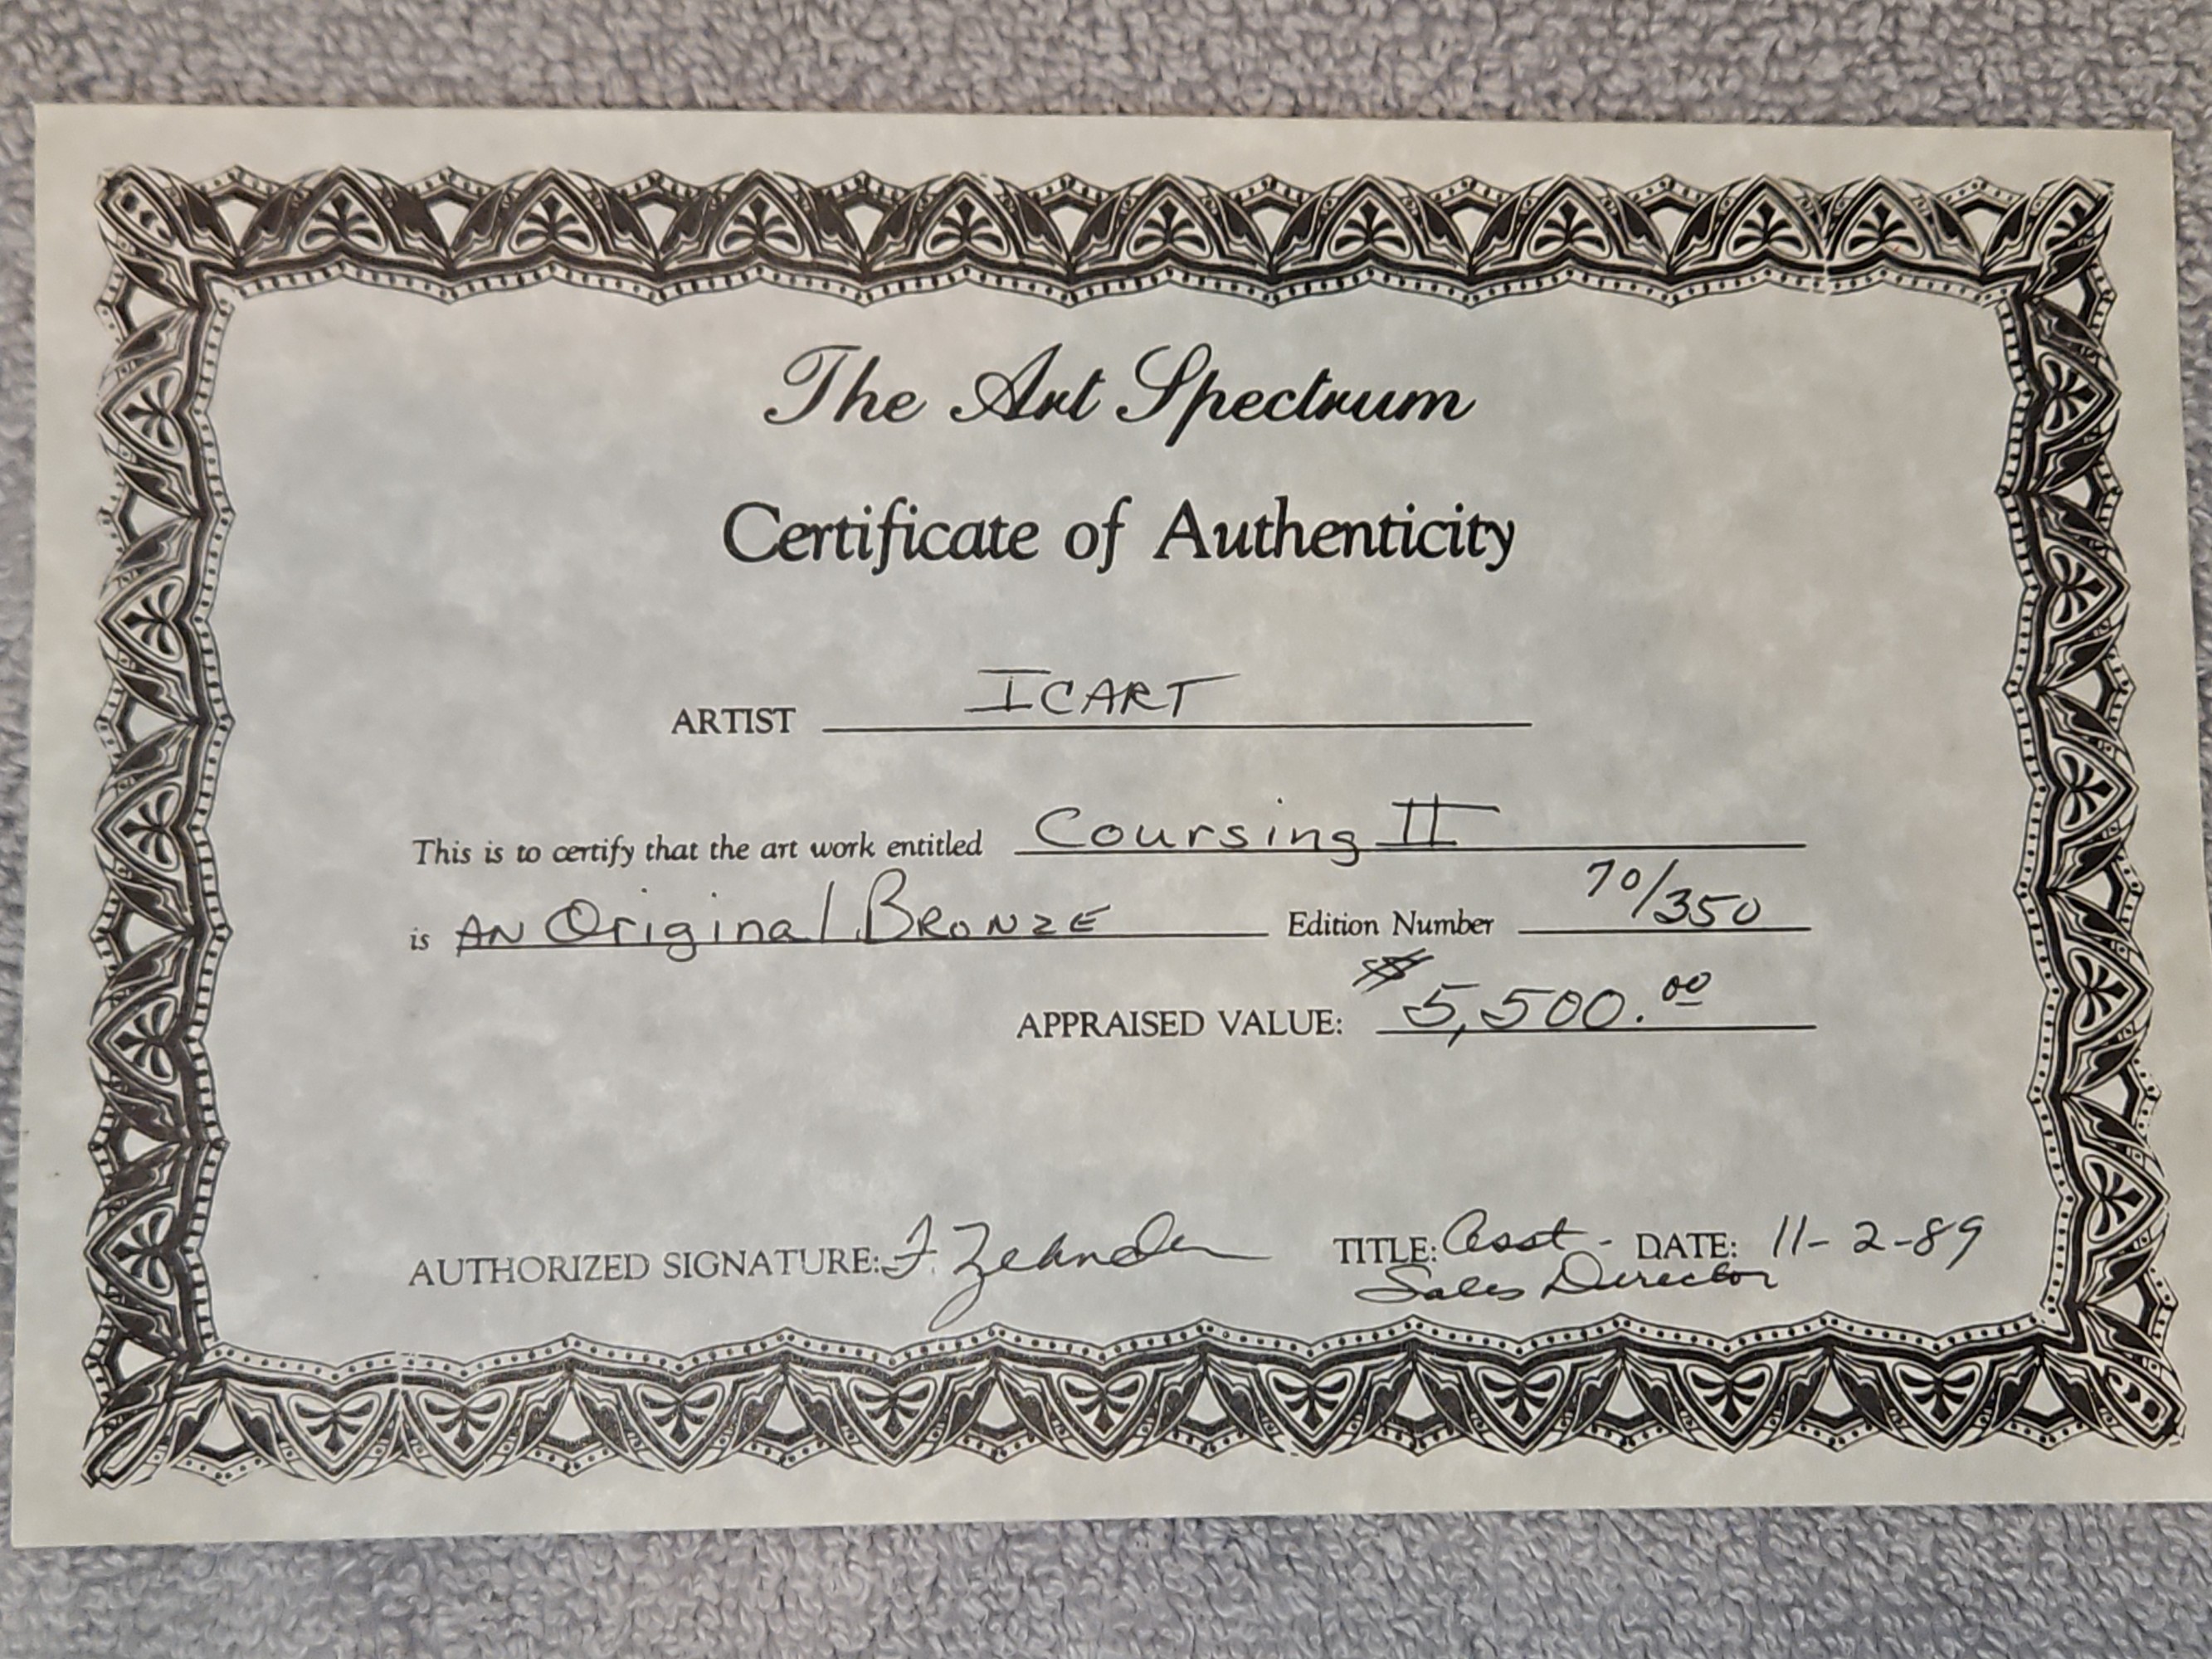 The Art Spectrum
Certificate of Authenticity
ARTIST ICART
This is to certify that the art work entitled Coursing II
is AN Original BRONZE Edition Number 70/350
APPRAISED VALUE: $5,500.00
AUTHORIZED SIGNATURE: J. Zehnder TITLE: Asst - DATE: 11-2-89
Sales Director